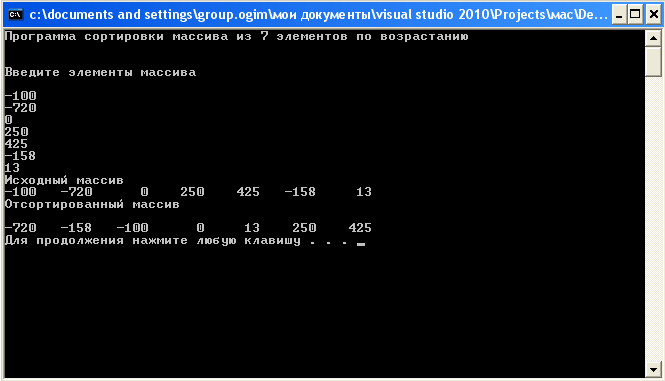 c:\documents and settings\group.ogim\мои документы\visual studio 2010\Projects\мас\De...
Программа сортировки массива из 7 элементов по возрастанию
Введите элементы массива
-100
-720
0
250
425
-158
13
Исходный массив
-100 -720 0 250 425 -158 13
Отсортированный массив
-720 -158 -100 0 13 250 425
Для продолжения нажмите любую клавишу . . .